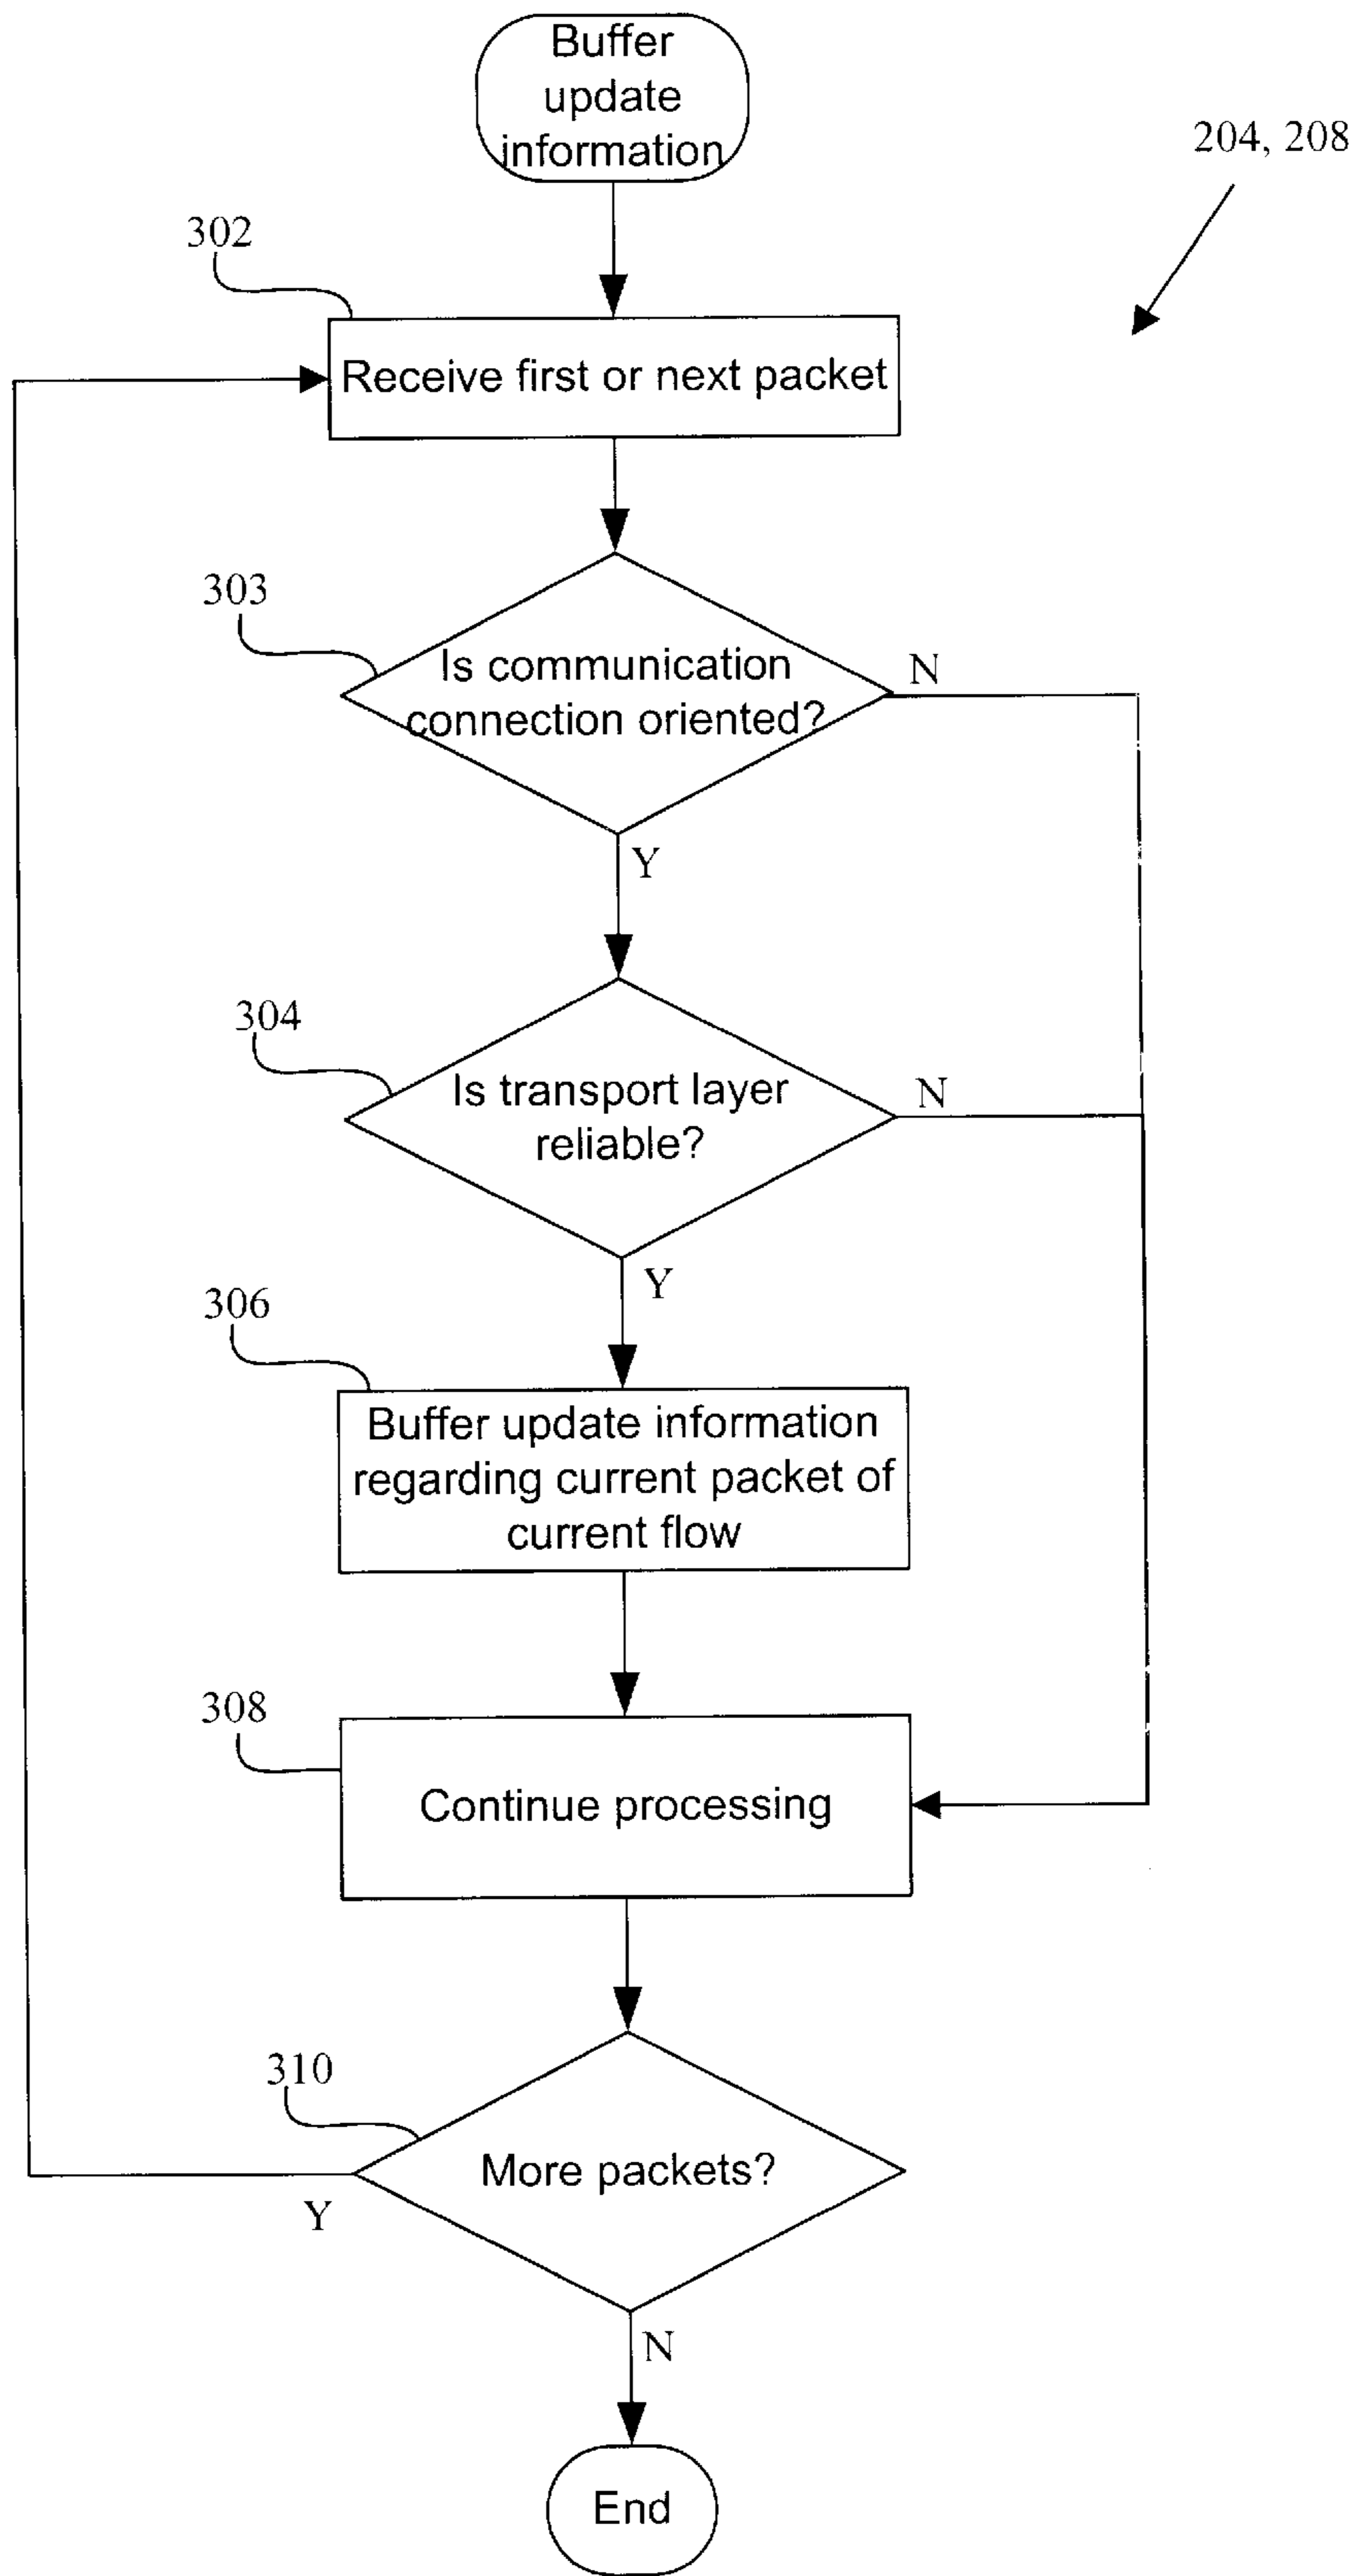 Buffer
update
information
204, 208
302
Receive first or next packet
303
Is communication
connection oriented?
N
Y
304
Is transport layer
reliable?
N
Y
306
Buffer update information
regarding current packet of
current flow
308
Continue processing
310
More packets?
Y
N
End